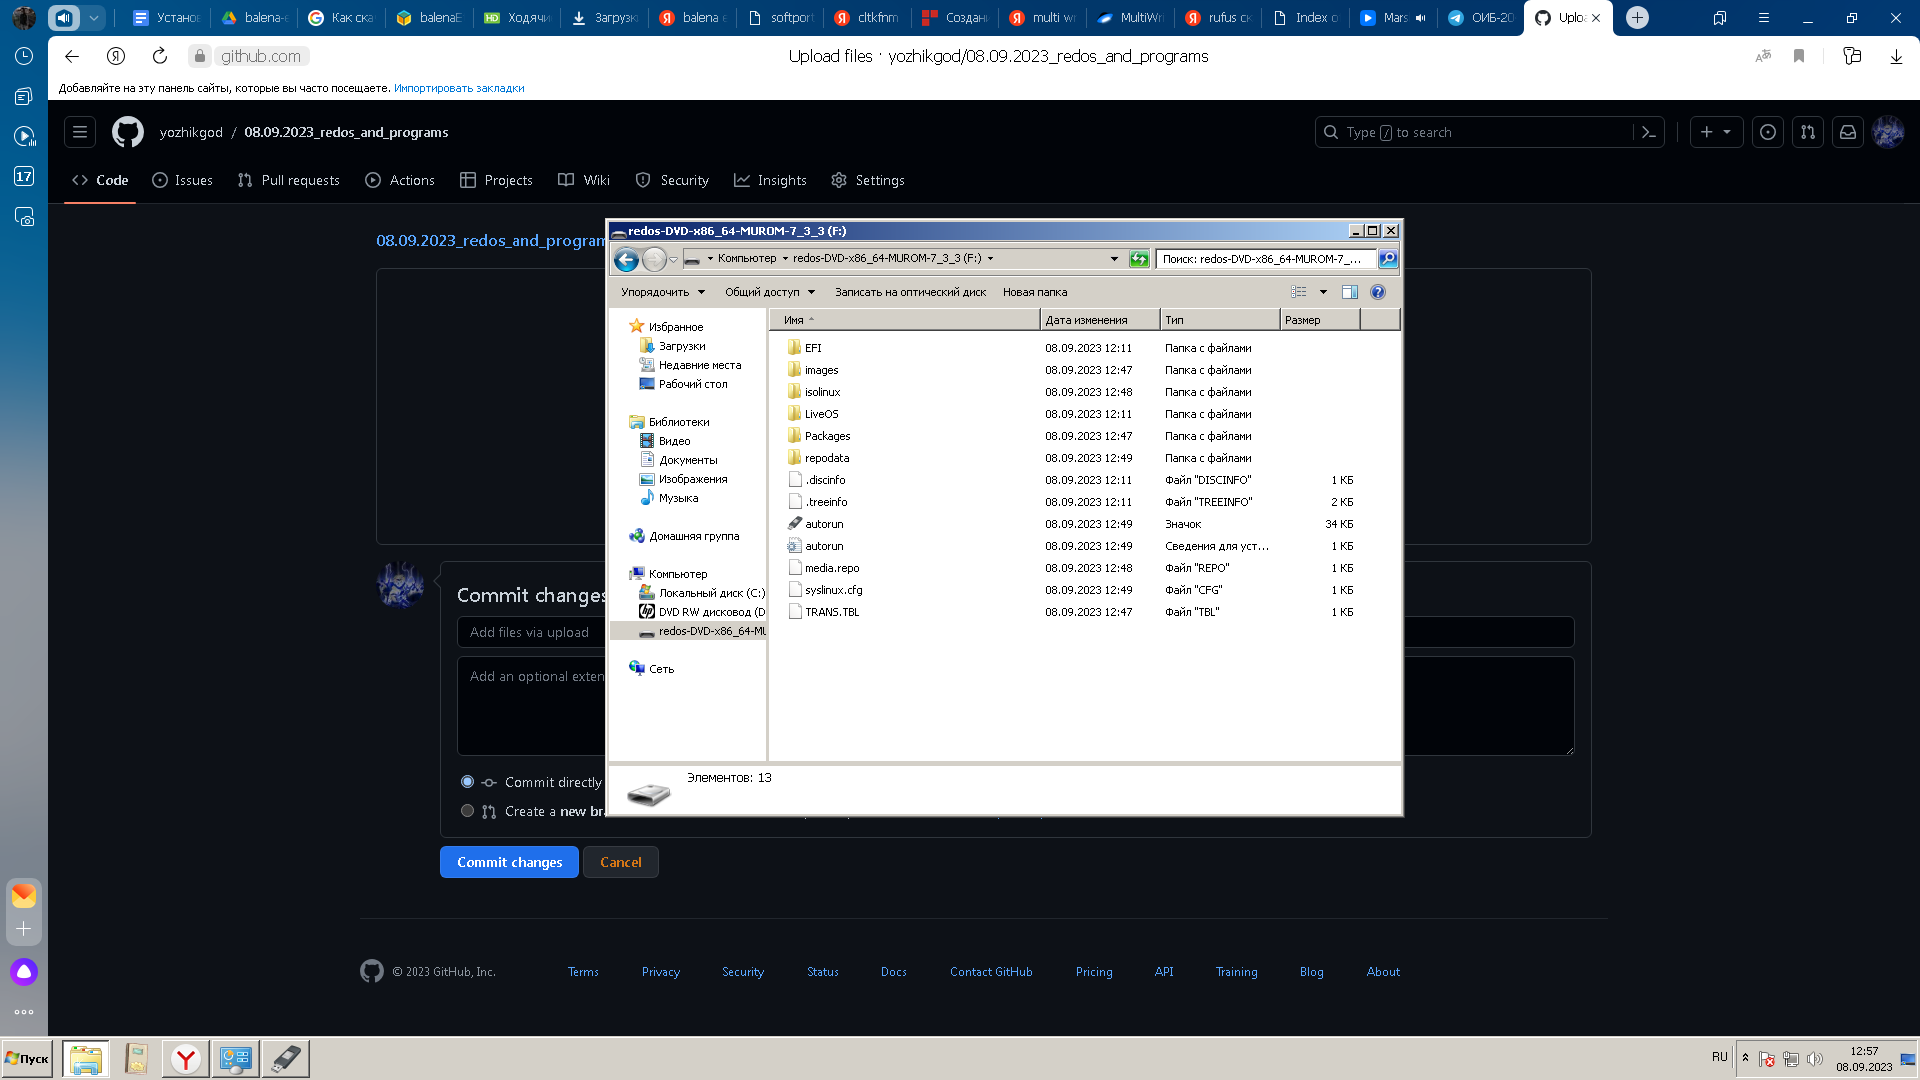 Установ
balena-e
Как ска
balenaE
Ходячи
Загрузк
balena e
softport
cltkfnm
Создан
multi w
MultiWri
rufus ск
Index o
Mars
ОИБ-20
Uplo
github.com
Upload files · yozhikgod/08.09.2023_redos_and_programs
Добавляйте на эту панель сайты, которые вы часто посещаете. Импортировать закладки
17
yozhikgod / 08.09.2023_redos_and_programs
Type / to search
Code
Issues
Pull requests
Actions
Projects
Wiki
Security
Insights
Settings
08.09.2023_redos_and_program
redos-DVD-x86_64-MUROM-7_3_3 (F:)
Компьютер
redos-DVD-x86_64-MUROM-7_3_3 (F:)
Поиск: redos-DVD-x86_64-MUROM-7_...
Упорядочить
Общий доступ
Записать на оптический диск
Новая папка
Избранное
Загрузки
Недавние места
Рабочий стол
Библиотеки
Видео
Документы
Изображения
Музыка
Домашняя группа
Компьютер
Локальный диск (C:)
DVD RW дисковод (D
redos-DVD-x86_64-MU
Сеть
Имя Дата изменения Тип Размер
EFI 08.09.2023 12:11 Папка с файлами
images 08.09.2023 12:47 Папка с файлами
isolinux 08.09.2023 12:48 Папка с файлами
LiveOS 08.09.2023 12:11 Папка с файлами
Packages 08.09.2023 12:47 Папка с файлами
repodata 08.09.2023 12:49 Папка с файлами
.discinfo 08.09.2023 12:11 Файл "DISCINFO" 1 КБ
.treeinfo 08.09.2023 12:11 Файл "TREEINFO" 2 КБ
autorun 08.09.2023 12:49 Значок 34 КБ
autorun 08.09.2023 12:49 Сведения для уст... 1 КБ
media.repo 08.09.2023 12:48 Файл "REPO" 1 КБ
syslinux.cfg 08.09.2023 12:49 Файл "CFG" 1 КБ
TRANS.TBL 08.09.2023 12:47 Файл "TBL" 1 КБ
Элементов: 13
Commit changes
Add files via upload
Add an optional exten
Commit directly
Create a new br
Commit changes
Cancel
© 2023 GitHub, Inc.
Terms
Privacy
Security
Status
Docs
Contact GitHub
Pricing
API
Training
Blog
About
Пуск
RU
12:57
08.09.2023